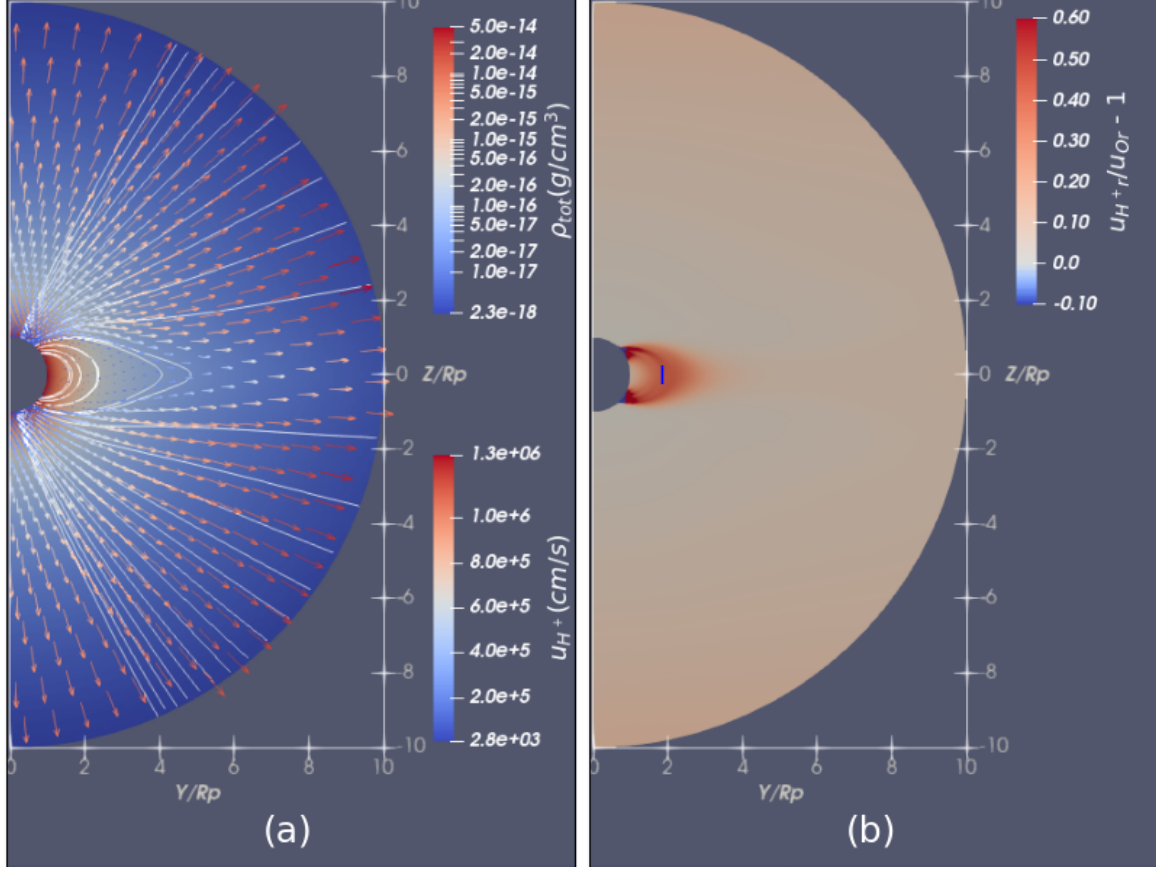 5.0e-14
2.0e-14
1.0e-14
5.0e-15
2.0e-15
1.0e-15
5.0e-16
2.0e-16
1.0e-16
5.0e-17
2.0e-17
1.0e-17
2.3e-18
ρtot(g/cm³)
1.3e+06
1.0e+6
8.0e+5
6.0e+5
4.0e+5
2.0e+5
2.8e+03
uH⁺(cm/s)
10
8
6
4
2
0
-2
-4
-6
-8
-10
Z/Rp
0 2 4 6 8 10
Y/Rp
(a)
0.60
0.50
0.40
0.30
0.20
0.10
0.0
-0.10
uH⁺r/uOr - 1
10
8
6
4
2
0
-2
-4
-6
-8
-10
Z/Rp
0 2 4 6 8 10
Y/Rp
(b)